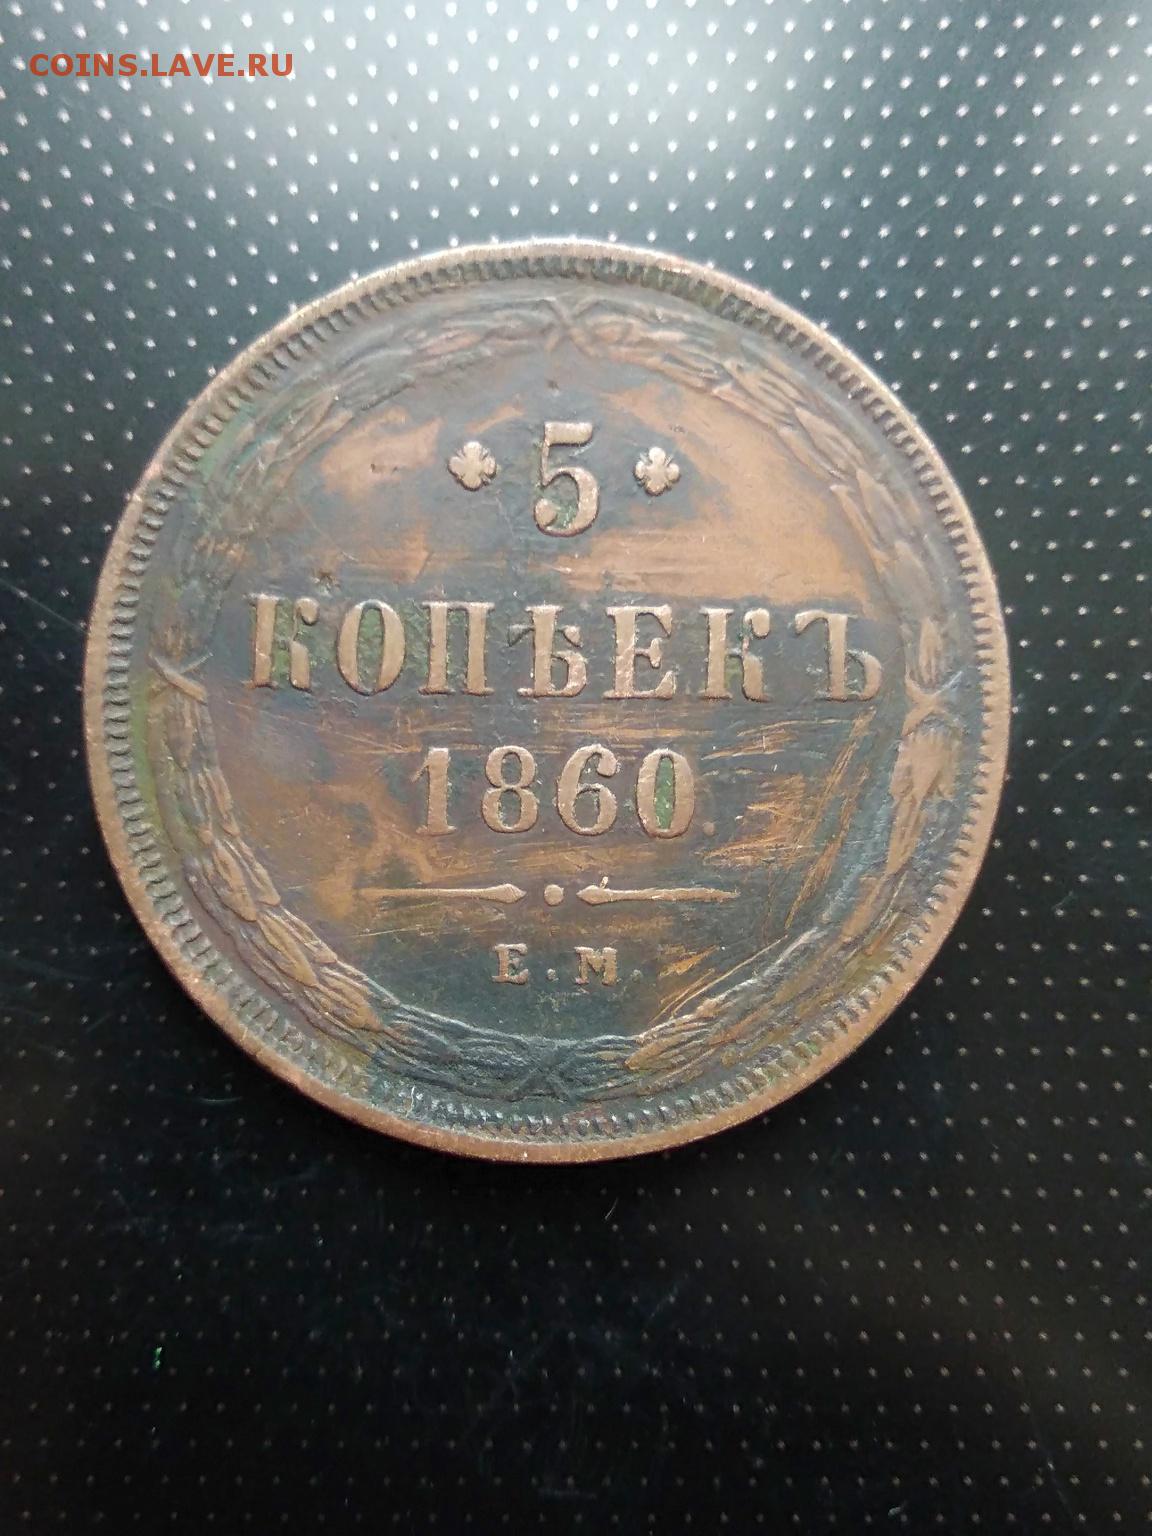 COINS.LAVE.RU
5
КОПѢЕКЪ
1860.
Е.М.